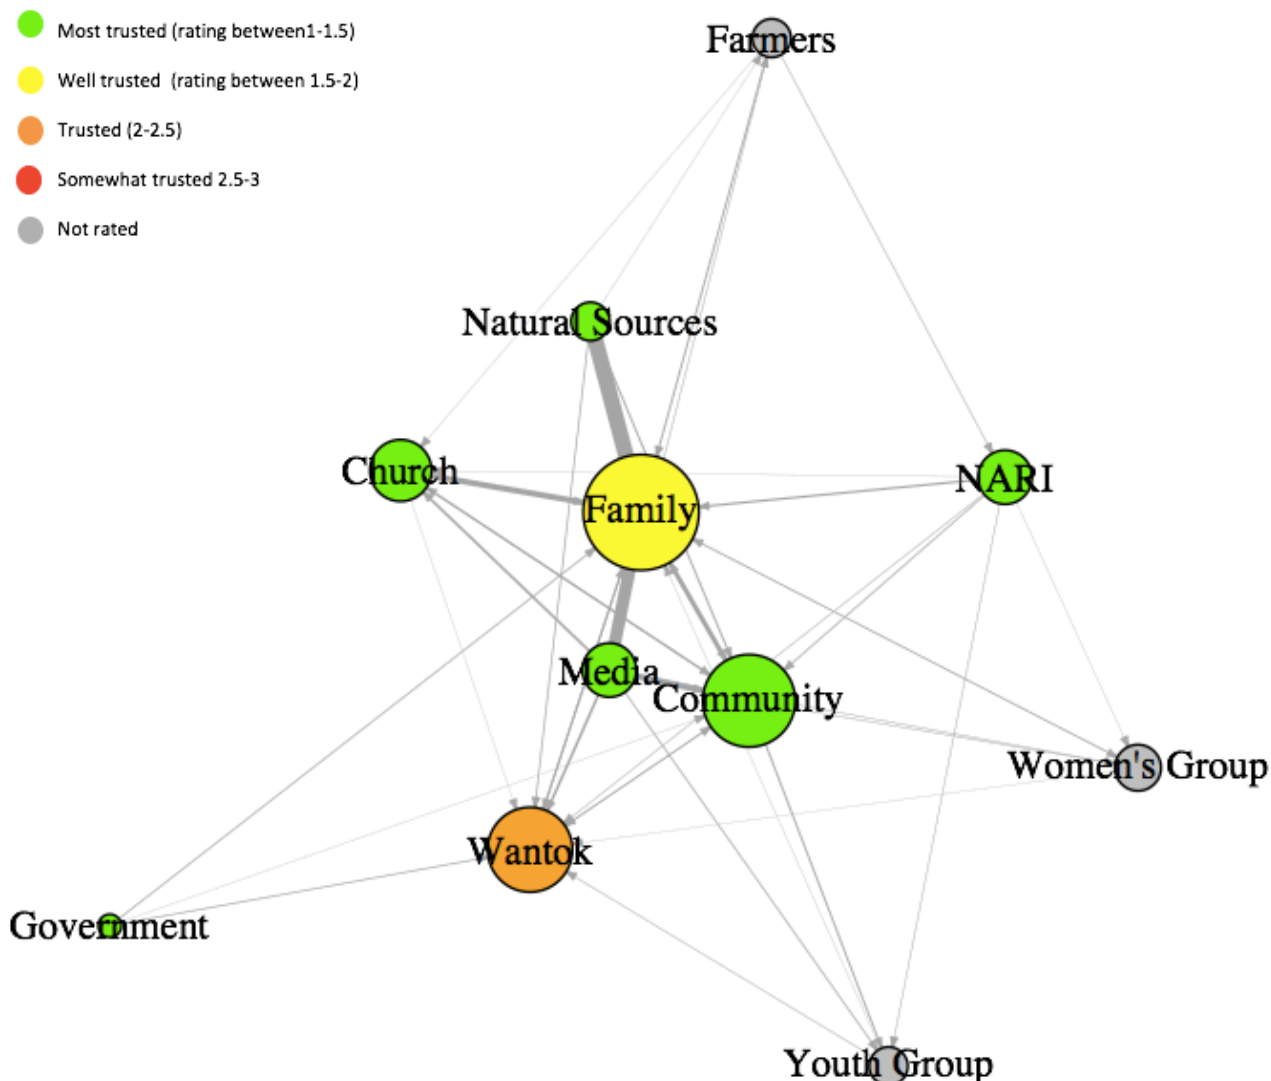 Most trusted (rating between1-1.5)
Well trusted  (rating between 1.5-2)
Trusted (2-2.5)
Somewhat trusted 2.5-3
Not rated
Farmers
Natural Sources
Church
Family
NARI
Media
Community
Women's Group
Wantok
Government
Youth Group